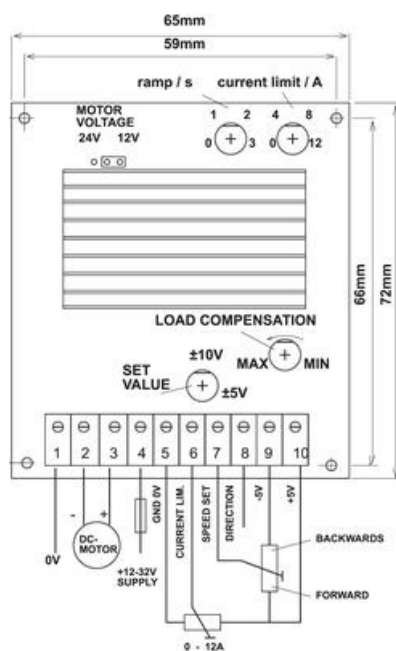 65mm
59mm
ramp / s
current limit / A
MOTOR
VOLTAGE
24V 12V
1 2
0 3
4 8
0 12
66mm
72mm
LOAD COMPENSATION
MAX MIN
±10V
SET
VALUE
±5V
1 2 3 4 5 6 7 8 9 10
0V
- +
DC-
MOTOR
+12-32V
SUPPLY
GND 0V
CURRENT LIM.
SPEED SET
DIRECTION
-5V
+5V
BACKWARDS
FORWARD
0 - 12A